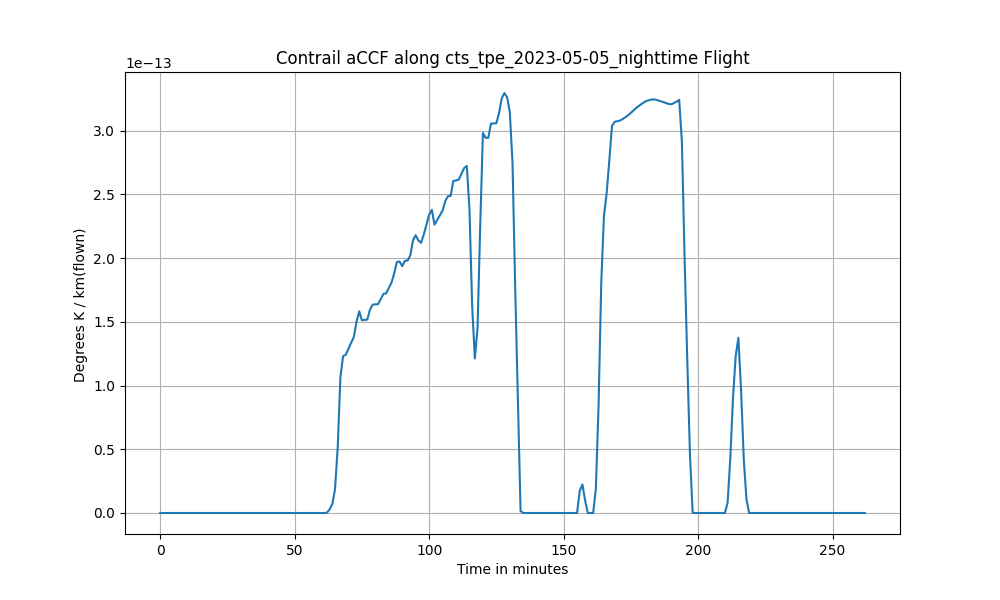 Contrail aCCF along cts_tpe_2023-05-05_nighttime Flight
1e−13
3.0
2.5
2.0
1.5
1.0
0.5
0.0
Degrees K / km(flown)
0 50 100 150 200 250
Time in minutes